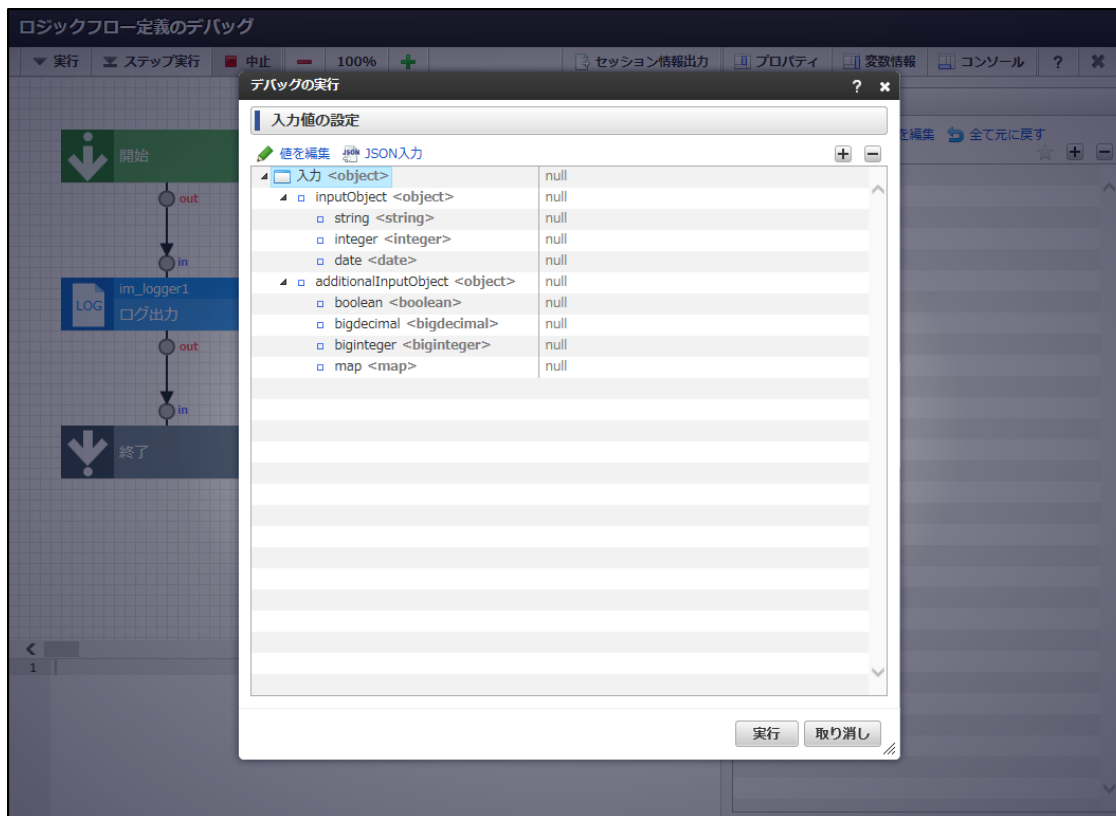 ロジックフロー定義のデバッグ
実行 ステップ実行 中止 100% セッション情報出力 プロパティ 変数情報 コンソール ? ×
デバッグの実行 ? ×
入力値の設定
値を編集 JSON JSON入力
を編集 全て元に戻す
入力 <object> null
inputObject <object> null
string <string> null
integer <integer> null
date <date> null
additionalInputObject <object> null
boolean <boolean> null
bigdecimal <bigdecimal> null
biginteger <biginteger> null
map <map> null
開始
out
in
im_logger1
LOG ログ出力
out
in
終了
1
実行 取り消し